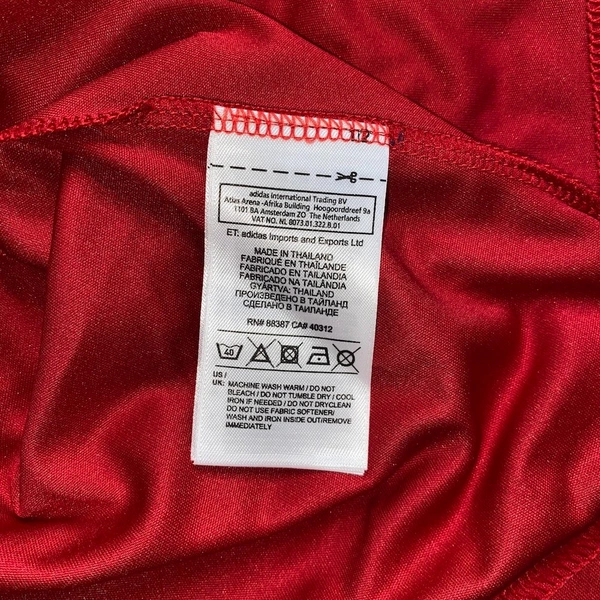 112
adidas International Trading BV
Atlas Arena -Afrika Building Hoogoorddreef 9a
1101 BA Amsterdam ZO The Netherlands
VAT NO. NL 8073.01.322.B.01
ET: adidas Imports and Exports Ltd
MADE IN THAILAND
FABRIQUÉ EN THAÏLANDE
FABRICADO EN TAILANDIA
FABRICADO NA TAILÂNDIA
GYÁRTVA: THAILAND
ПРОИЗВЕДЕНО В ТАИЛАНД
СДЕЛАНО В ТАИЛАНДЕ
RN# 88387 CA# 40312
40
US /
UK: MACHINE WASH WARM / DO NOT
BLEACH / DO NOT TUMBLE DRY / COOL
IRON IF NEEDED / DO NOT DRYCLEAN
DO NOT USE FABRIC SOFTENER/
WASH AND IRON INSIDE OUT/REMOVE
IMMEDIATELY